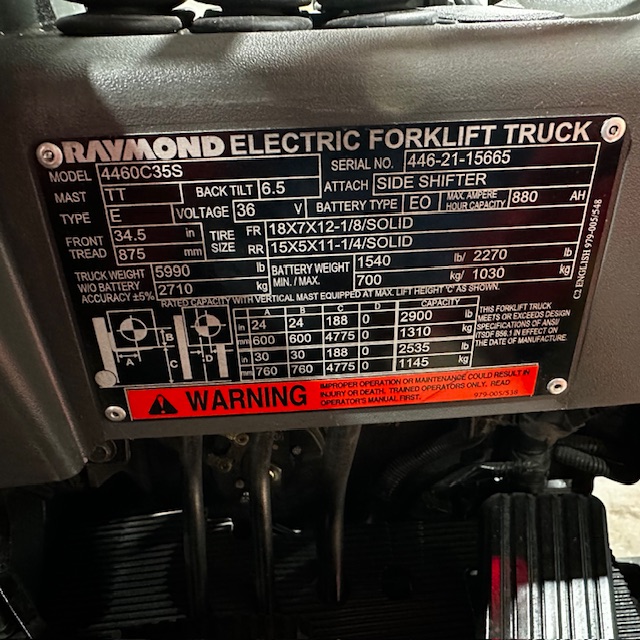 RAYMOND ELECTRIC FORKLIFT TRUCK
MODEL 4460C35S SERIAL NO. 446-21-15665
MAST TT BACK TILT 6.5 ATTACH SIDE SHIFTER
TYPE E VOLTAGE 36 V BATTERY TYPE EO MAX. AMPERE HOUR CAPACITY 880 AH
FRONT TREAD 34.5 in TIRE SIZE FR 18X7X12-1/8/SOLID
875 mm RR 15X5X11-1/4/SOLID
TRUCK WEIGHT W/O BATTERY ACCURACY ±5% 5990 lb BATTERY WEIGHT MIN. / MAX. 1540 lb/ 2270
2710 kg 700 kg/ 1030 kg
RATED CAPACITY WITH VERTICAL MAST EQUIPPED AT MAX. LIFT HEIGHT "C" AS SHOWN.
A B C D CAPACITY
in 24 24 188 0 2900 lb
mm 600 600 4775 0 1310 kg
in 30 30 188 0 2535 lb
mm 760 760 4775 0 1145 kg
A B C D
THIS FORKLIFT TRUCK
MEETS OR EXCEEDS DESIGN
SPECIFICATIONS OF ANSI/
ITSDF B56.1 IN EFFECT ON
THE DATE OF MANUFACTURE.
C2 ENGLISH 979-005/548
WARNING
IMPROPER OPERATION OR MAINTENANCE COULD RESULT IN
INJURY OR DEATH. TRAINED OPERATORS ONLY. READ
OPERATOR'S MANUAL FIRST.
979-005/538